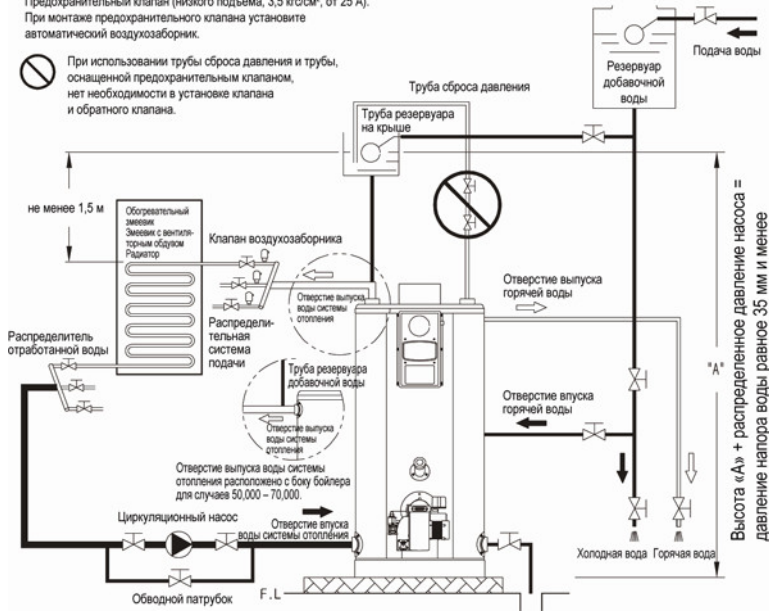 Предохранительный клапан (низкого подъема, 3,5 кгс/см², от 25 А).
При монтаже предохранительного клапана установите
автоматический воздухозаборник.
При использовании трубы сброса давления и трубы,
оснащенной предохранительным клапаном,
нет необходимости в установке клапана
и обратного клапана.
Труба сброса давления
Подача воды
Резервуар
добавочной
воды
Труба резервуара
на крыше
не менее 1,5 м
Обогревательный
змеевик
Змеевик с вентиля-
торным обдувом
Радиатор
Клапан воздухозаборника
Отверстие выпуска
воды системы
отопления
Отверстие выпуска
горячей воды
Распредели-
тельная
система
подачи
Распределитель
отработанной воды
Труба резервуара
добавочной воды
Отверстие выпуска
воды системы
отопления
Отверстие впуска
горячей воды
"А"
Высота «А» + распределенное давление насоса =
давление напора воды равное 35 мм и менее
Отверстие выпуска воды системы
отопления расположено с боку бойлера
для случаев 50,000 – 70,000.
Циркуляционный насос
Отверстие впуска
воды системы отопления
Холодная вода
Горячая вода
Обводной патрубок
F.L